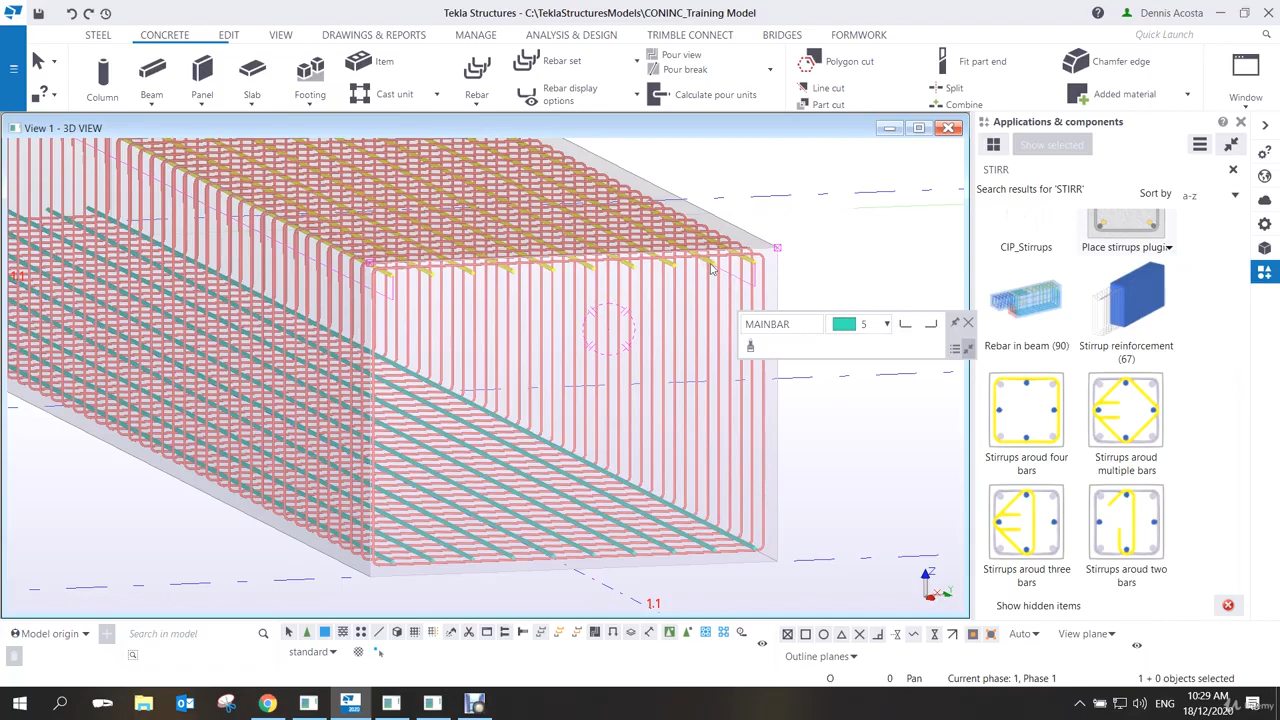 Tekla Structures - C:\TeklaStructuresModels\CONINC_Training Model
Dennis Acosta
STEEL CONCRETE EDIT VIEW DRAWINGS & REPORTS MANAGE ANALYSIS & DESIGN TRIMBLE CONNECT BRIDGES FORMWORK
Quick Launch
Column
Beam
Panel
Slab
Footing
Item
Cast unit
Rebar
Rebar set
Rebar display
options
Pour view
Pour break
Calculate pour units
Polygon cut
Line cut
Part cut
Fit part end
Split
Combine
Chamfer edge
Added material
Window
View 1 - 3D VIEW
MAINBAR
5
1.1
Z
Applications & components
Show selected
STIRR
Search results for 'STIRR'
Sort by
a-z
CIP_Stirrups
Place stirrups plugi
Rebar in beam (90)
Stirrup reinforcement
(67)
Stirrups aroud four
bars
Stirrups aroud
multiple bars
Stirrups aroud three
bars
Stirrups aroud two
bars
Show hidden items
Model origin
Search in model
standard
Auto
View plane
Outline planes
O
0
Pan
Current phase: 1, Phase 1
1 + 0 objects selected
ENG
10:29 AM
18/12/2020